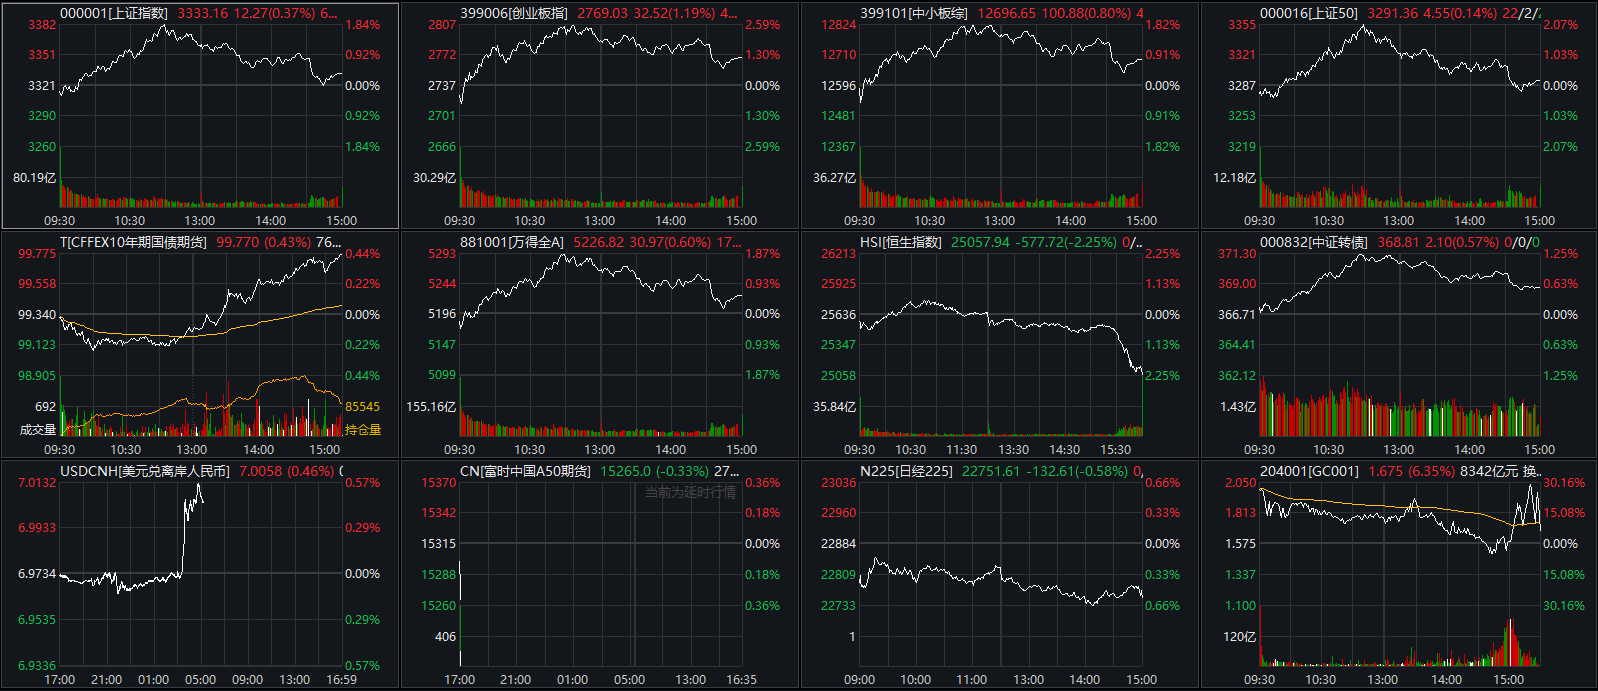 000001[上证指数] 3333.16 12.27(0.37%) 6...
3382 1.84%
3351 0.92%
3321 0.00%
3290 0.92%
3260 1.84%
80.19亿
09:30 10:30 13:00 14:00 15:00
399006[创业板指] 2769.03 32.52(1.19%) 4...
2807 2.59%
2772 1.30%
2737 0.00%
2701 1.30%
2666 2.59%
30.29亿
09:30 10:30 13:00 14:00 15:00
399101[中小板综] 12696.65 100.88(0.80%) 4
12824 1.82%
12710 0.91%
12596 0.00%
12481 0.91%
12367 1.82%
36.27亿
09:30 10:30 13:00 14:00 15:00
000016[上证50] 3291.36 4.55(0.14%) 22/2/
3355 2.07%
3321 1.03%
3287 0.00%
3253 1.03%
3219 2.07%
12.18亿
09:30 10:30 13:00 14:00 15:00
T[CFFEX10年期国债期货] 99.770 (0.43%) 76...
99.775 0.44%
99.558 0.22%
99.340 0.00%
99.123 0.22%
98.905 0.44%
692 85545
成交量 持仓量
09:30 10:30 13:00 14:00 15:00
881001[万得全A] 5226.82 30.97(0.60%) 17...
5293 1.87%
5244 0.93%
5196 0.00%
5147 0.93%
5099 1.87%
155.16亿
09:30 10:30 13:00 14:00 15:00
HSI[恒生指数] 25057.94 -577.72(-2.25%) 0/..
26213 2.25%
25925 1.13%
25636 0.00%
25347 1.13%
25058 2.25%
35.84亿
09:30 10:30 11:30 13:30 14:30 15:30
000832[中证转债] 368.81 2.10(0.57%) 0/0/0
371.30 1.25%
369.00 0.63%
366.71 0.00%
364.41 0.63%
362.12 1.25%
1.43亿
09:30 10:30 13:00 14:00 15:00
USDCNH[美元兑离岸人民币] 7.0058 (0.46%) 0
7.0132 0.57%
6.9933 0.29%
6.9734 0.00%
6.9535 0.29%
6.9336 0.57%
17:00 21:00 01:00 05:00 09:00 13:00 16:59
CN[富时中国A50期货] 15265.0 (-0.33%) 27...
当前为延时行情
15370 0.36%
15342 0.18%
15315 0.00%
15288 0.18%
15260 0.36%
406
17:00 21:00 01:00 05:00 13:00 16:35
N225[日经225] 22751.61 -132.61(-0.58%) 0,
23036 0.66%
22960 0.33%
22884 0.00%
22809 0.33%
22733 0.66%
1
09:00 10:00 11:00 13:00 14:00 15:00
204001[GC001] 1.675 (6.35%) 8342亿元 换..
2.050 30.16%
1.813 15.08%
1.575 0.00%
1.337 15.08%
1.100 30.16%
120亿
09:30 10:30 13:00 14:00 15:00